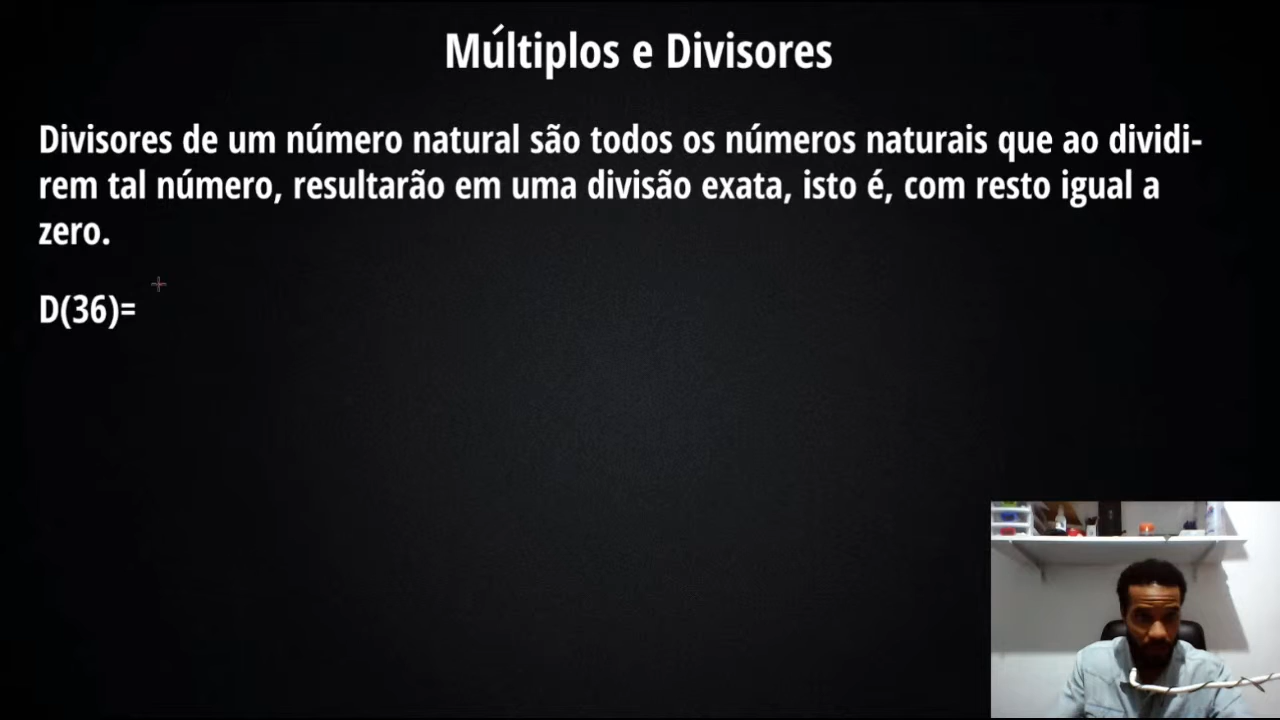 Múltiplos e Divisores
Divisores de um número natural são todos os números naturais que ao dividi-
rem tal número, resultarão em uma divisão exata, isto é, com resto igual a
zero.
D(36)=